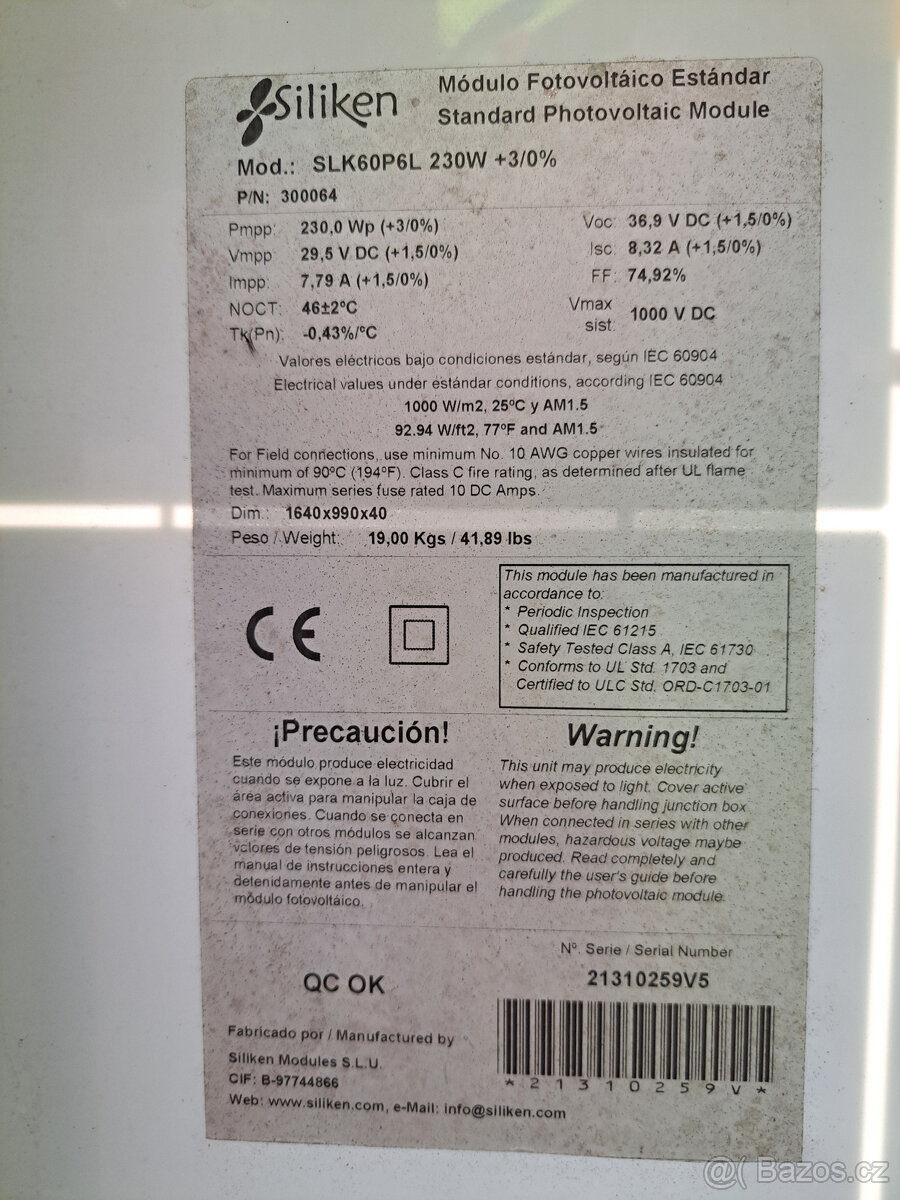 Siliken
Módulo Fotovoltáico Estándar
Standard Photovoltaic Module
Mod.: SLK60P6L 230W +3/0%
P/N: 300064
Pmpp: 230,0 Wp (+3/0%)
Vmpp 29,5 V DC (+1,5/0%)
Impp: 7,79 A (+1,5/0%)
NOCT: 46±2ºC
Tk(Pn): -0,43%/ºC
Voc: 36,9 V DC (+1,5/0%)
Isc: 8,32 A (+1,5/0%)
FF: 74,92%
Vmax sist: 1000 V DC
Valores eléctricos bajo condiciones estándar, según IEC 60904
Electrical values under estándar conditions, according IEC 60904
1000 W/m2, 25ºC y AM1.5
92.94 W/ft2, 77ºF and AM1.5
For Field connections, use minimum No. 10 AWG copper wires insulated for
minimum of 90ºC (194ºF). Class C fire rating, as determined after UL flame
test. Maximum series fuse rated 10 DC Amps.
Dim.: 1640x990x40
Peso / Weight: 19,00 Kgs / 41,89 lbs
CE
This module has been manufactured in
accordance to:
* Periodic Inspection
* Qualified IEC 61215
* Safety Tested Class A, IEC 61730
* Conforms to UL Std. 1703 and
Certified to ULC Std. ORD-C1703-01
¡Precaución!
Este módulo produce electricidad
cuando se expone a la luz. Cubrir el
área activa para manipular la caja de
conexiones. Cuando se conecta en
serie con otros módulos se alcanzan
valores de tensión peligrosos. Lea el
manual de instrucciones entera y
detenidamente antes de manipular el
módulo fotovoltáico.
Warning!
This unit may produce electricity
when exposed to light. Cover active
surface before handling junction box
When connected in series with other
modules, hazardous voltage maybe
produced. Read completely and
carefully the user's guide before
handling the photovoltaic module.
QC OK
Nº. Serie / Serial Number
21310259V5
*21310259V*
Fabricado por / Manufactured by
Siliken Modules S.L.U.
CIF: B-97744866
Web: www.siliken.com, e-Mail: info@siliken.com
@( Bazos.cz